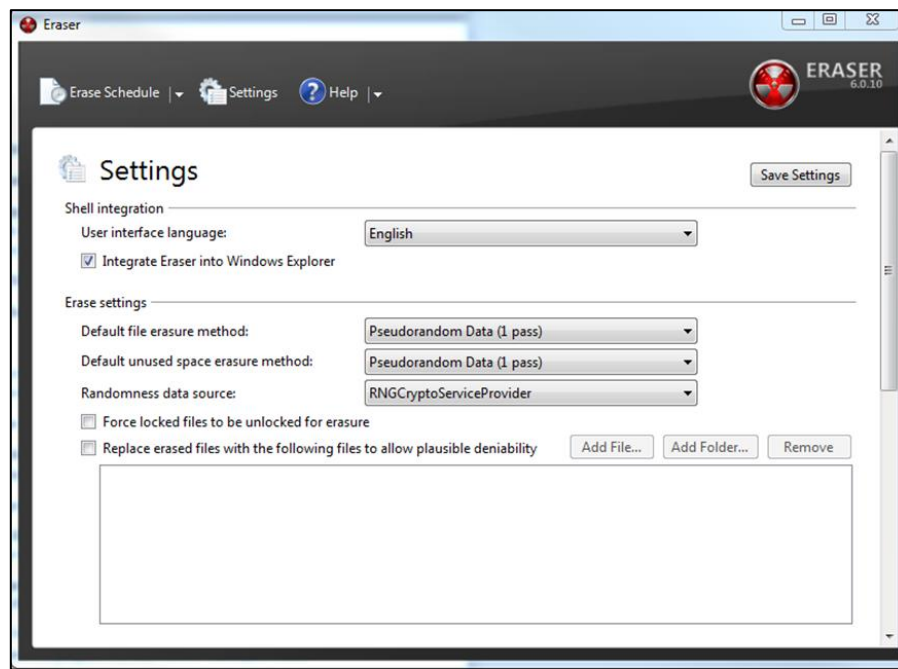 Eraser
Erase Schedule Settings Help
ERASER
6.0.10
Settings
Save Settings
Shell integration
User interface language: English
Integrate Eraser into Windows Explorer
Erase settings
Default file erasure method: Pseudorandom Data (1 pass)
Default unused space erasure method: Pseudorandom Data (1 pass)
Randomness data source: RNGCryptoServiceProvider
Force locked files to be unlocked for erasure
Replace erased files with the following files to allow plausible deniability Add File... Add Folder... Remove